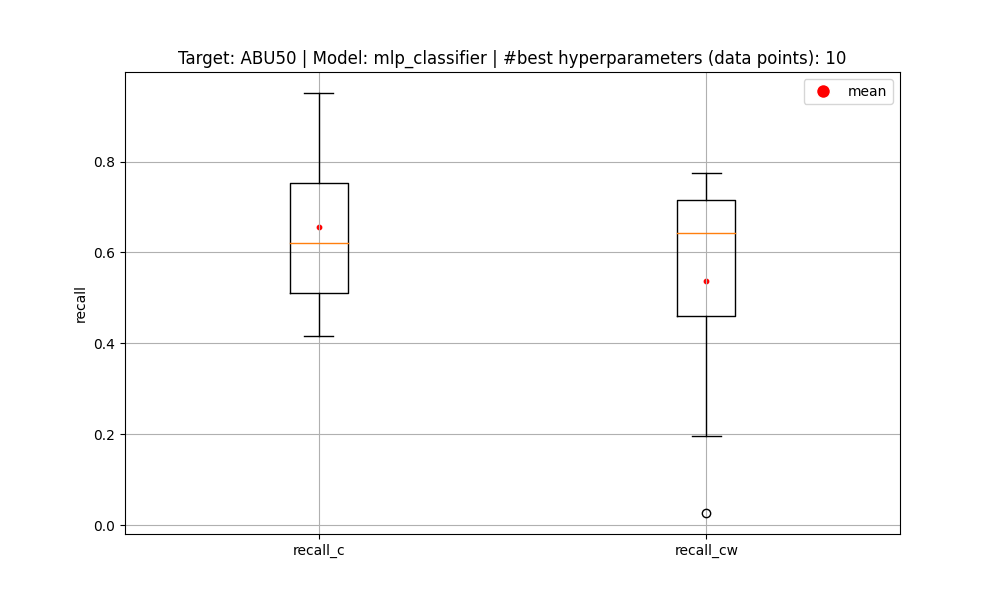 Target: ABU50 | Model: mlp_classifier | #best hyperparameters (data points): 10
mean
0.8
0.6
0.4
0.2
0.0
recall
recall_c
recall_cw